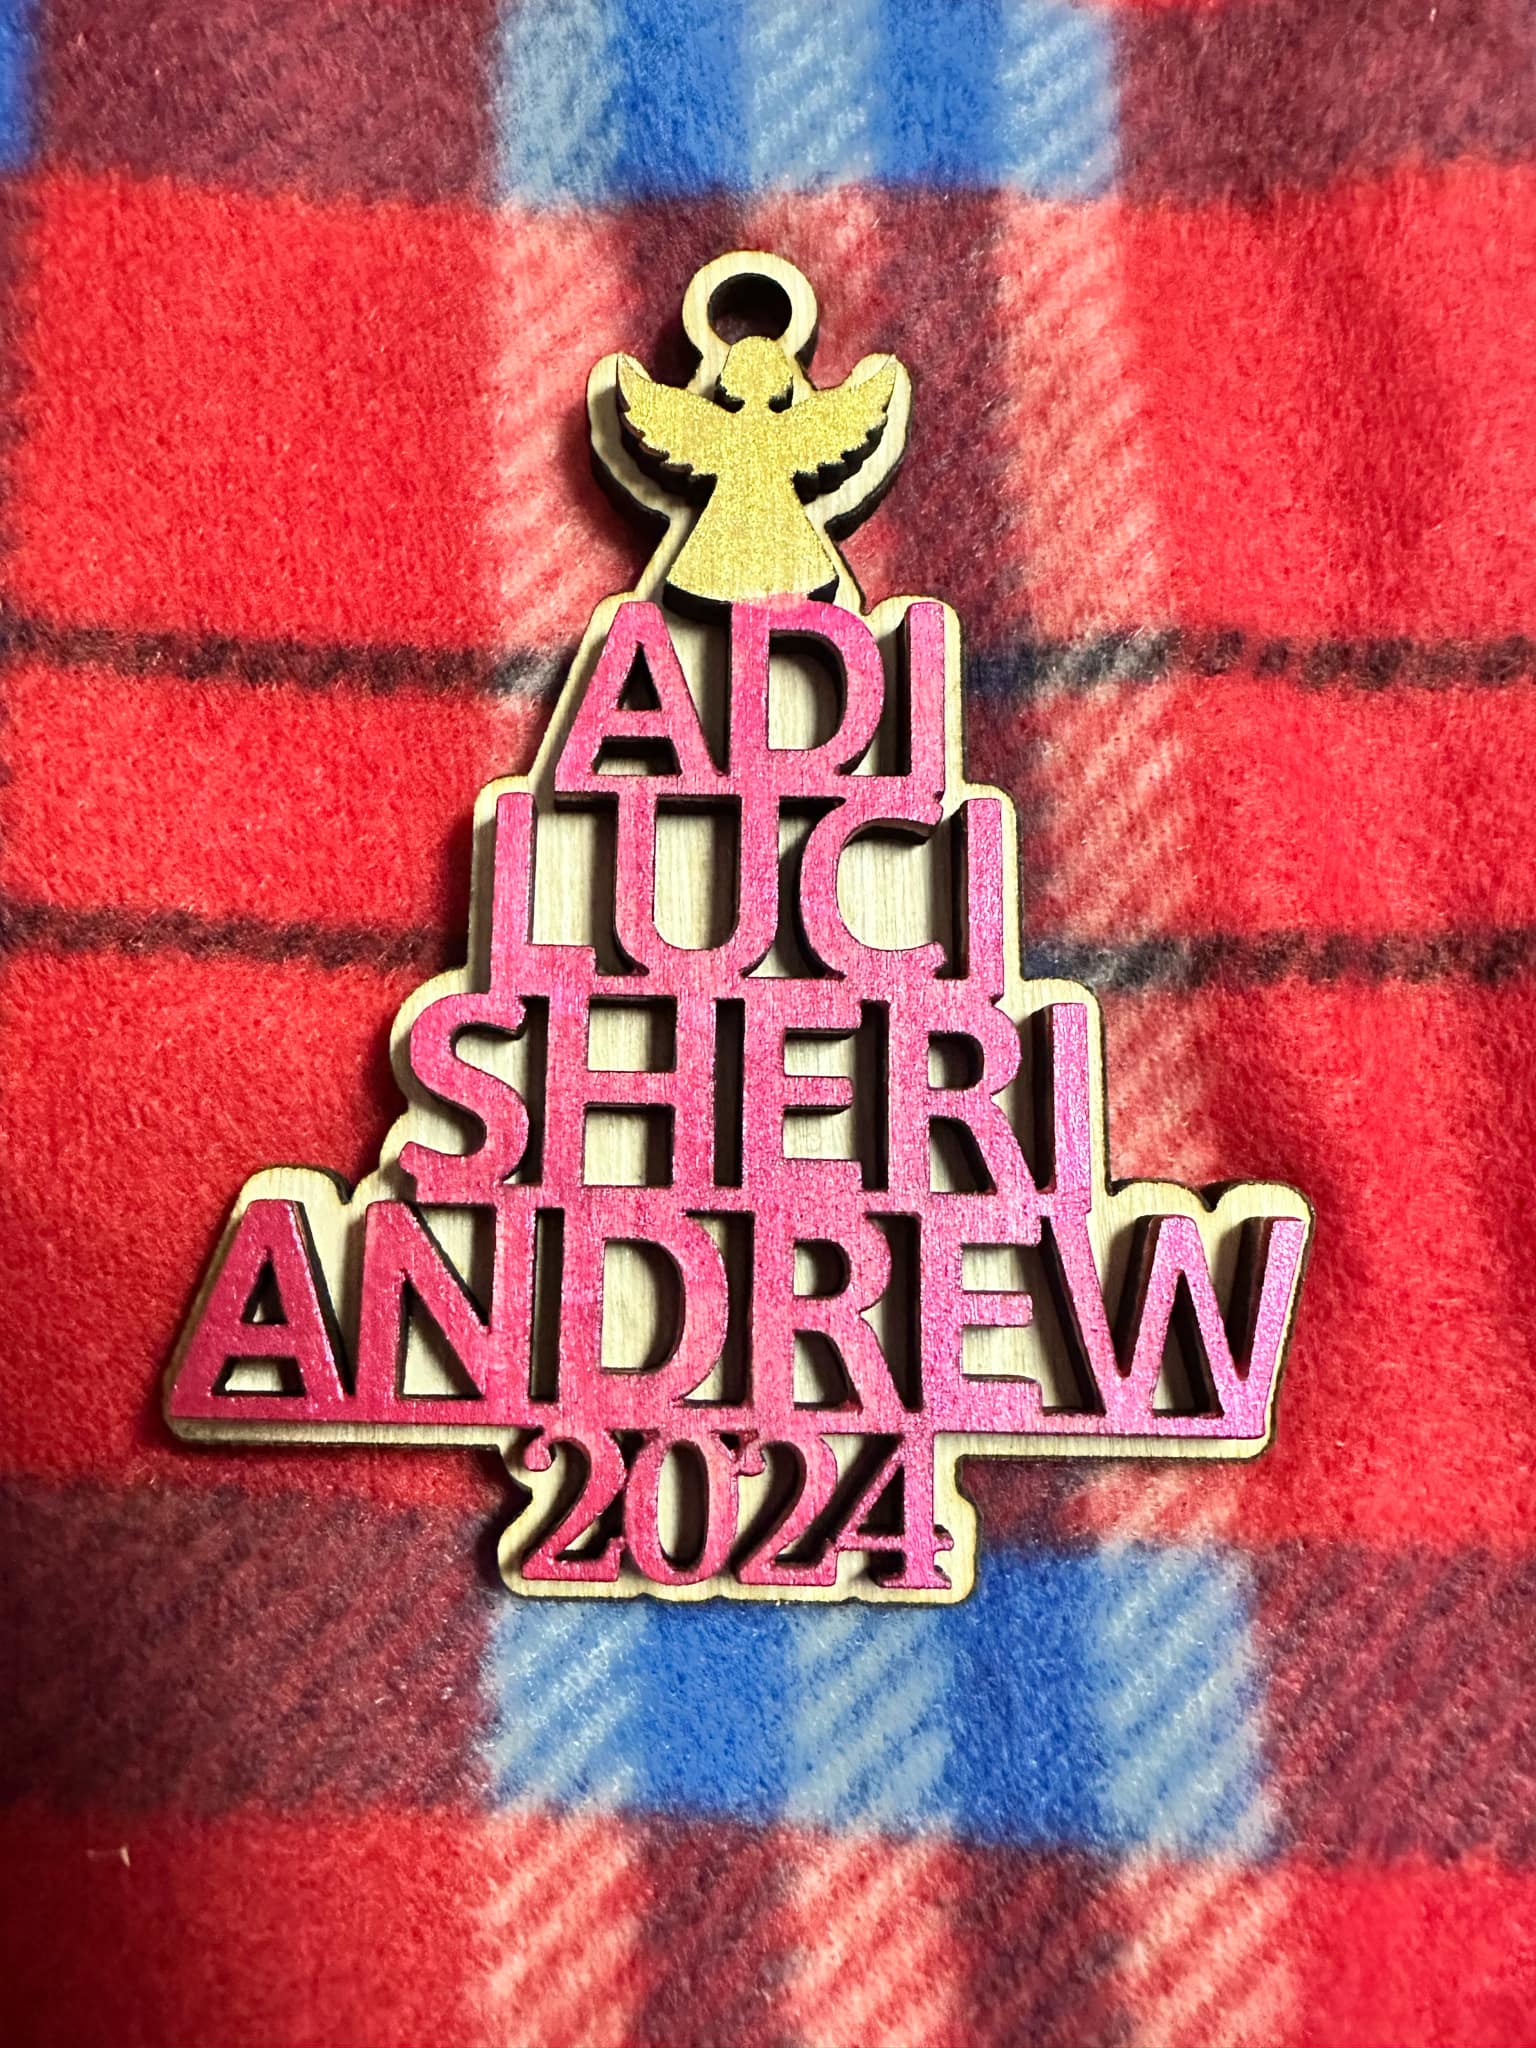 ADI
LUCI
SHERI
ANDREW
2024